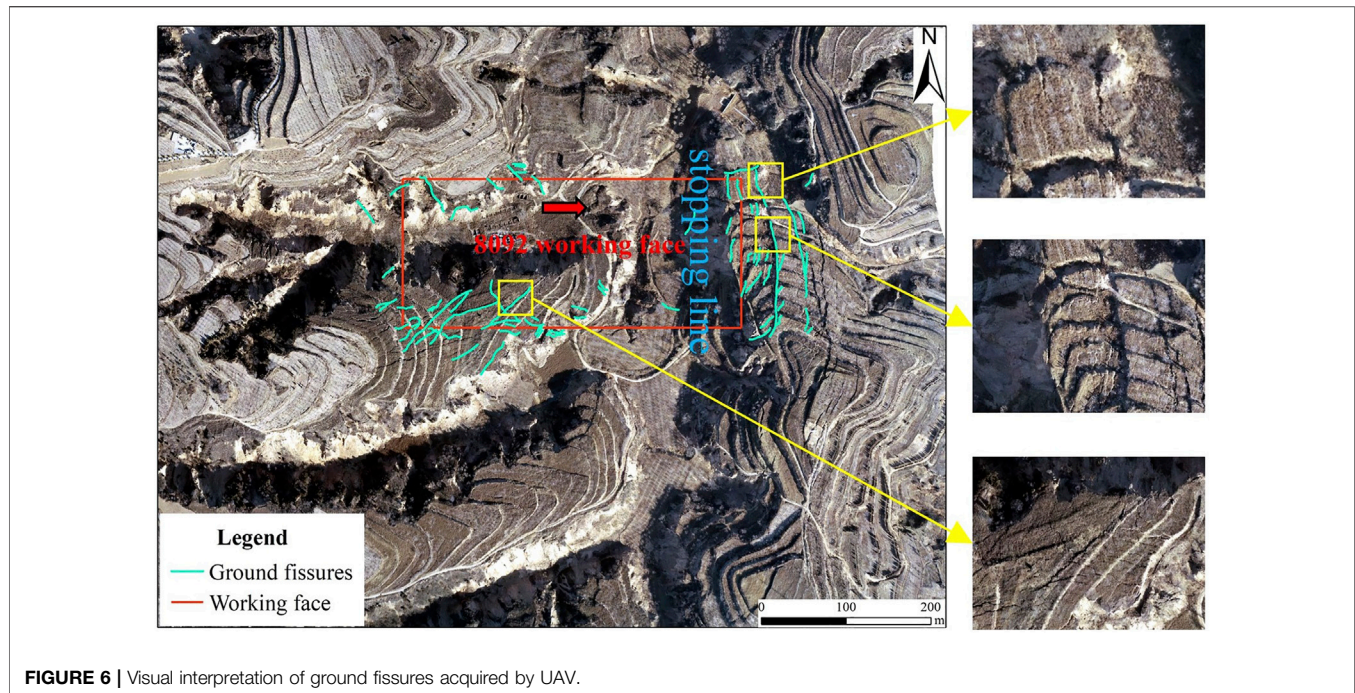 N
stopping line
8092 working face
Legend
Ground fissures
Working face
0 100 200
m
FIGURE 6 | Visual interpretation of ground fissures acquired by UAV.